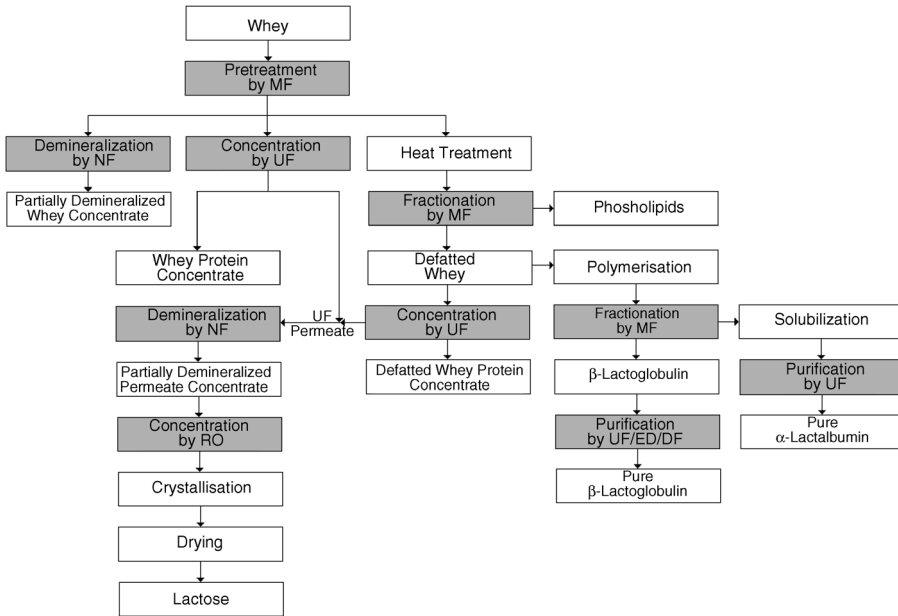 Whey
Pretreatment
by MF
Demineralization
by NF
Concentration
by UF
Heat Treatment
Partially Demineralized
Whey Concentrate
Fractionation
by MF
Phosholipids
Whey Protein
Concentrate
Defatted
Whey
Polymerisation
Demineralization
by NF
UF
Permeate
Concentration
by UF
Fractionation
by MF
Solubilization
Partially Demineralized
Permeate Concentrate
Defatted Whey Protein
Concentrate
β-Lactoglobulin
Purification
by UF
Concentration
by RO
Purification
by UF/ED/DF
Pure
α-Lactalbumin
Crystallisation
Pure
β-Lactoglobulin
Drying
Lactose